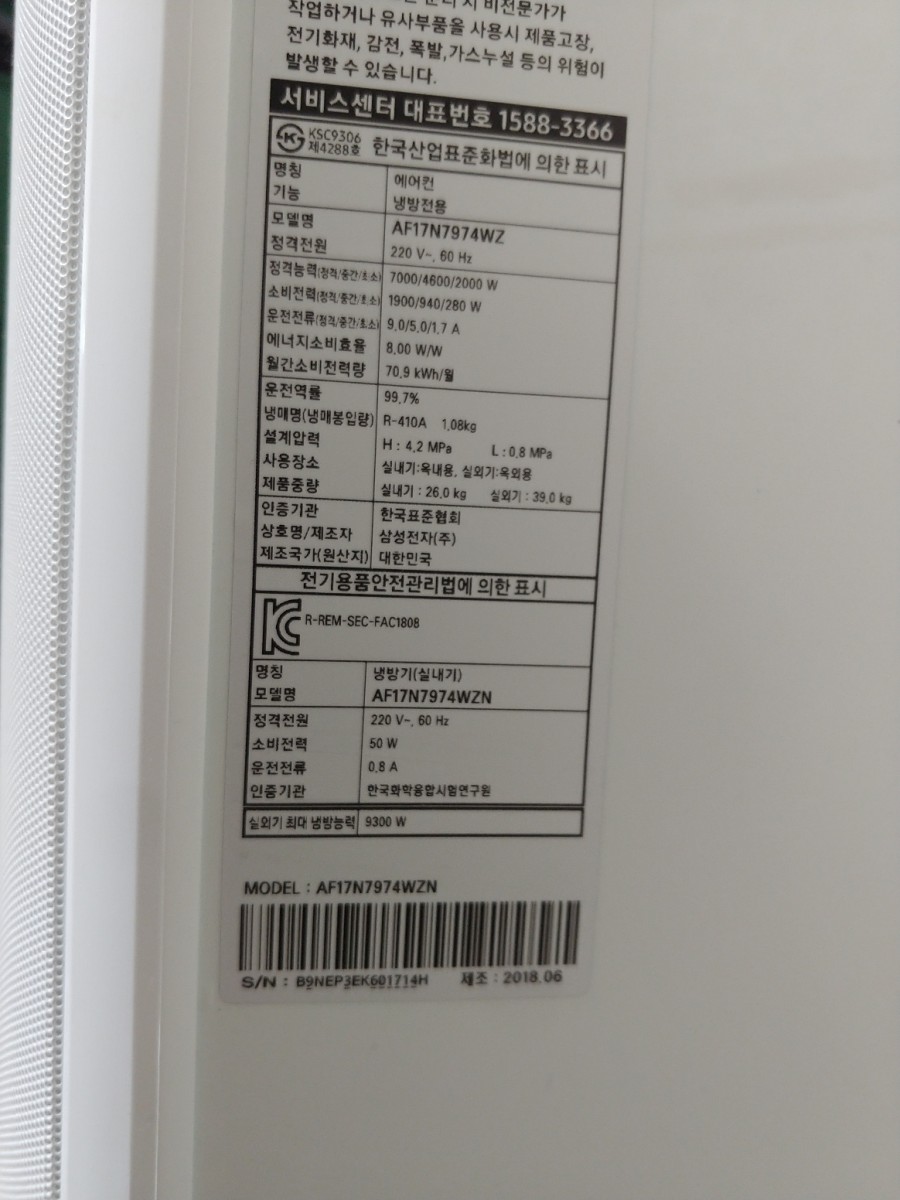 시 비전문가가
작업하거나 유사부품을 사용시 제품고장,
전기화재, 감전, 폭발,가스누설 등의 위험이
발생할 수 있습니다.
서비스센터 대표번호 1588-3366
KSC9306
제4288호 한국산업표준화법에 의한 표시
명칭 에어컨
기능 냉방전용
모델명 AF17N7974WZ
정격전원 220 V~, 60 Hz
정격능력(정격/중간/최소) 7000/4600/2000 W
소비전력(정격/중간/최소) 1900/940/280 W
운전전류(정격/중간/최소) 9.0/5.0/1.7 A
에너지소비효율 8.00 W/W
월간소비전력량 70.9 kWh/월
운전역률 99.7%
냉매명(냉매봉입량) R-410A 1.08kg
설계압력 H : 4.2 MPa L : 0.8 MPa
사용장소 실내기:옥내용, 실외기:옥외용
제품중량 실내기 : 26.0 kg 실외기 : 39.0 kg
인증기관 한국표준협회
상호명/제조자 삼성전자(주)
제조국가(원산지) 대한민국
전기용품안전관리법에 의한 표시
R-REM-SEC-FAC1808
명칭 냉방기(실내기)
모델명 AF17N7974WZN
정격전원 220 V~, 60 Hz
소비전력 50 W
운전전류 0.8 A
인증기관 한국화학융합시험연구원
실외기 최대 냉방능력 9300 W
MODEL : AF17N7974WZN
S/N : B9NEP3EK601714H 제조 : 2018.06